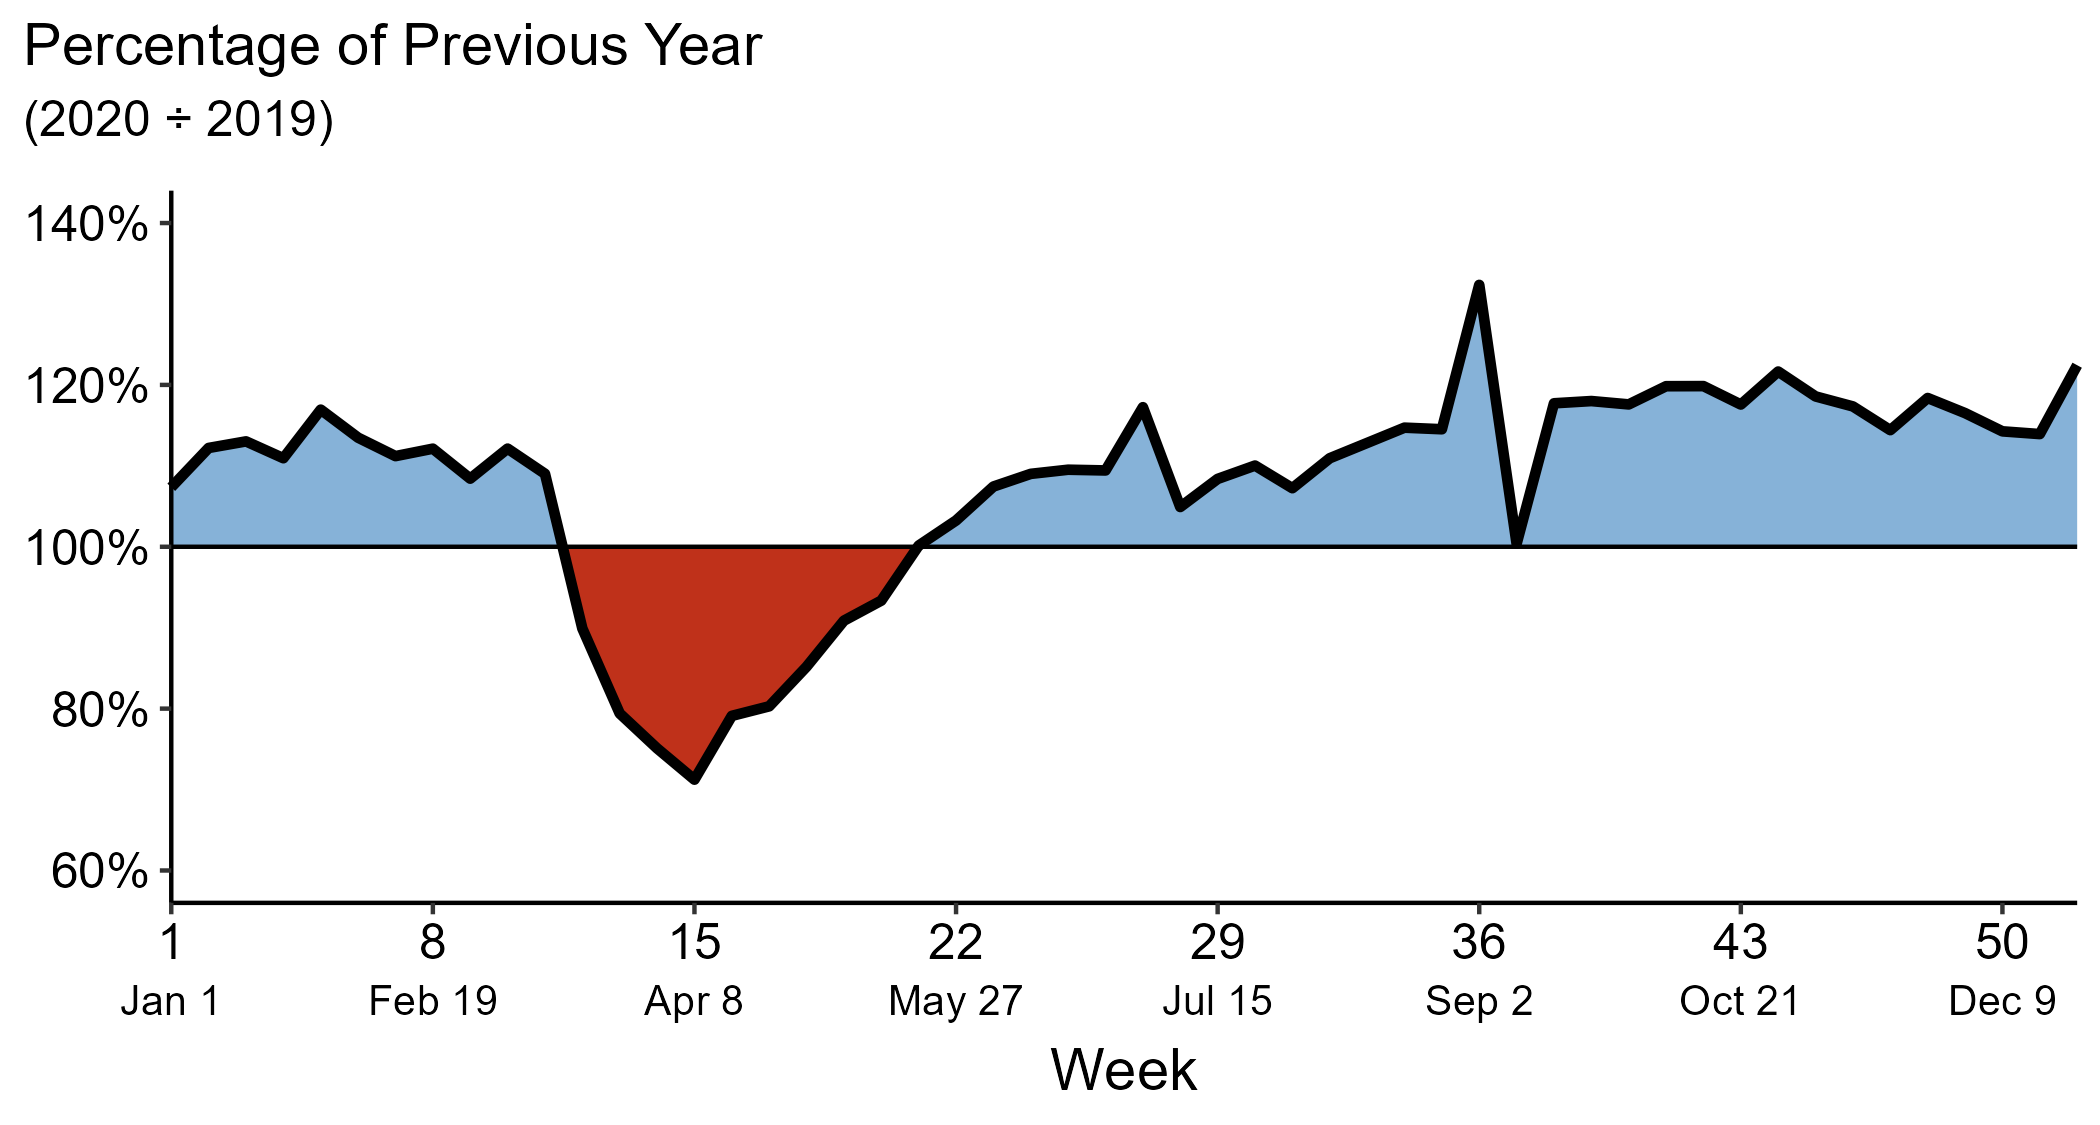 Percentage of Previous Year
(2020 ÷ 2019)
140%
120%
100%
80%
60%
1 8 15 22 29 36 43 50
Jan 1 Feb 19 Apr 8 May 27 Jul 15 Sep 2 Oct 21 Dec 9
Week